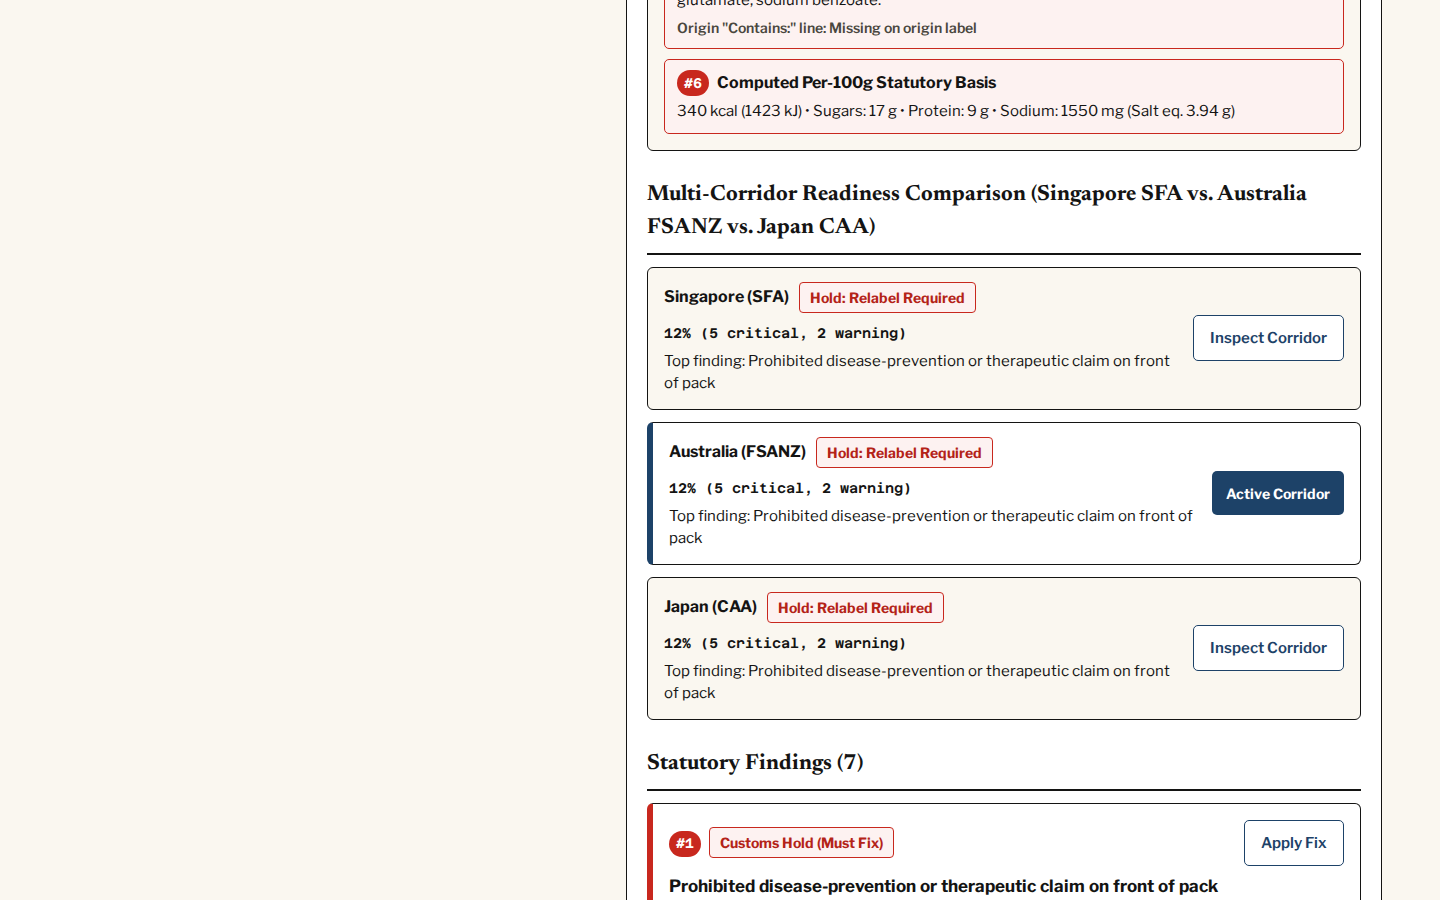 glutamate, sodium benzoate.
Origin "Contains:" line: Missing on origin label
#6 Computed Per-100g Statutory Basis
340 kcal (1423 kJ) • Sugars: 17 g • Protein: 9 g • Sodium: 1550 mg (Salt eq. 3.94 g)
Multi-Corridor Readiness Comparison (Singapore SFA vs. Australia
FSANZ vs. Japan CAA)
Singapore (SFA) Hold: Relabel Required
12% (5 critical, 2 warning)
Top finding: Prohibited disease-prevention or therapeutic claim on front
of pack
Inspect Corridor
Australia (FSANZ) Hold: Relabel Required
12% (5 critical, 2 warning)
Top finding: Prohibited disease-prevention or therapeutic claim on front of
pack
Active Corridor
Japan (CAA) Hold: Relabel Required
12% (5 critical, 2 warning)
Top finding: Prohibited disease-prevention or therapeutic claim on front
of pack
Inspect Corridor
Statutory Findings (7)
#1 Customs Hold (Must Fix)
Apply Fix
Prohibited disease-prevention or therapeutic claim on front of pack